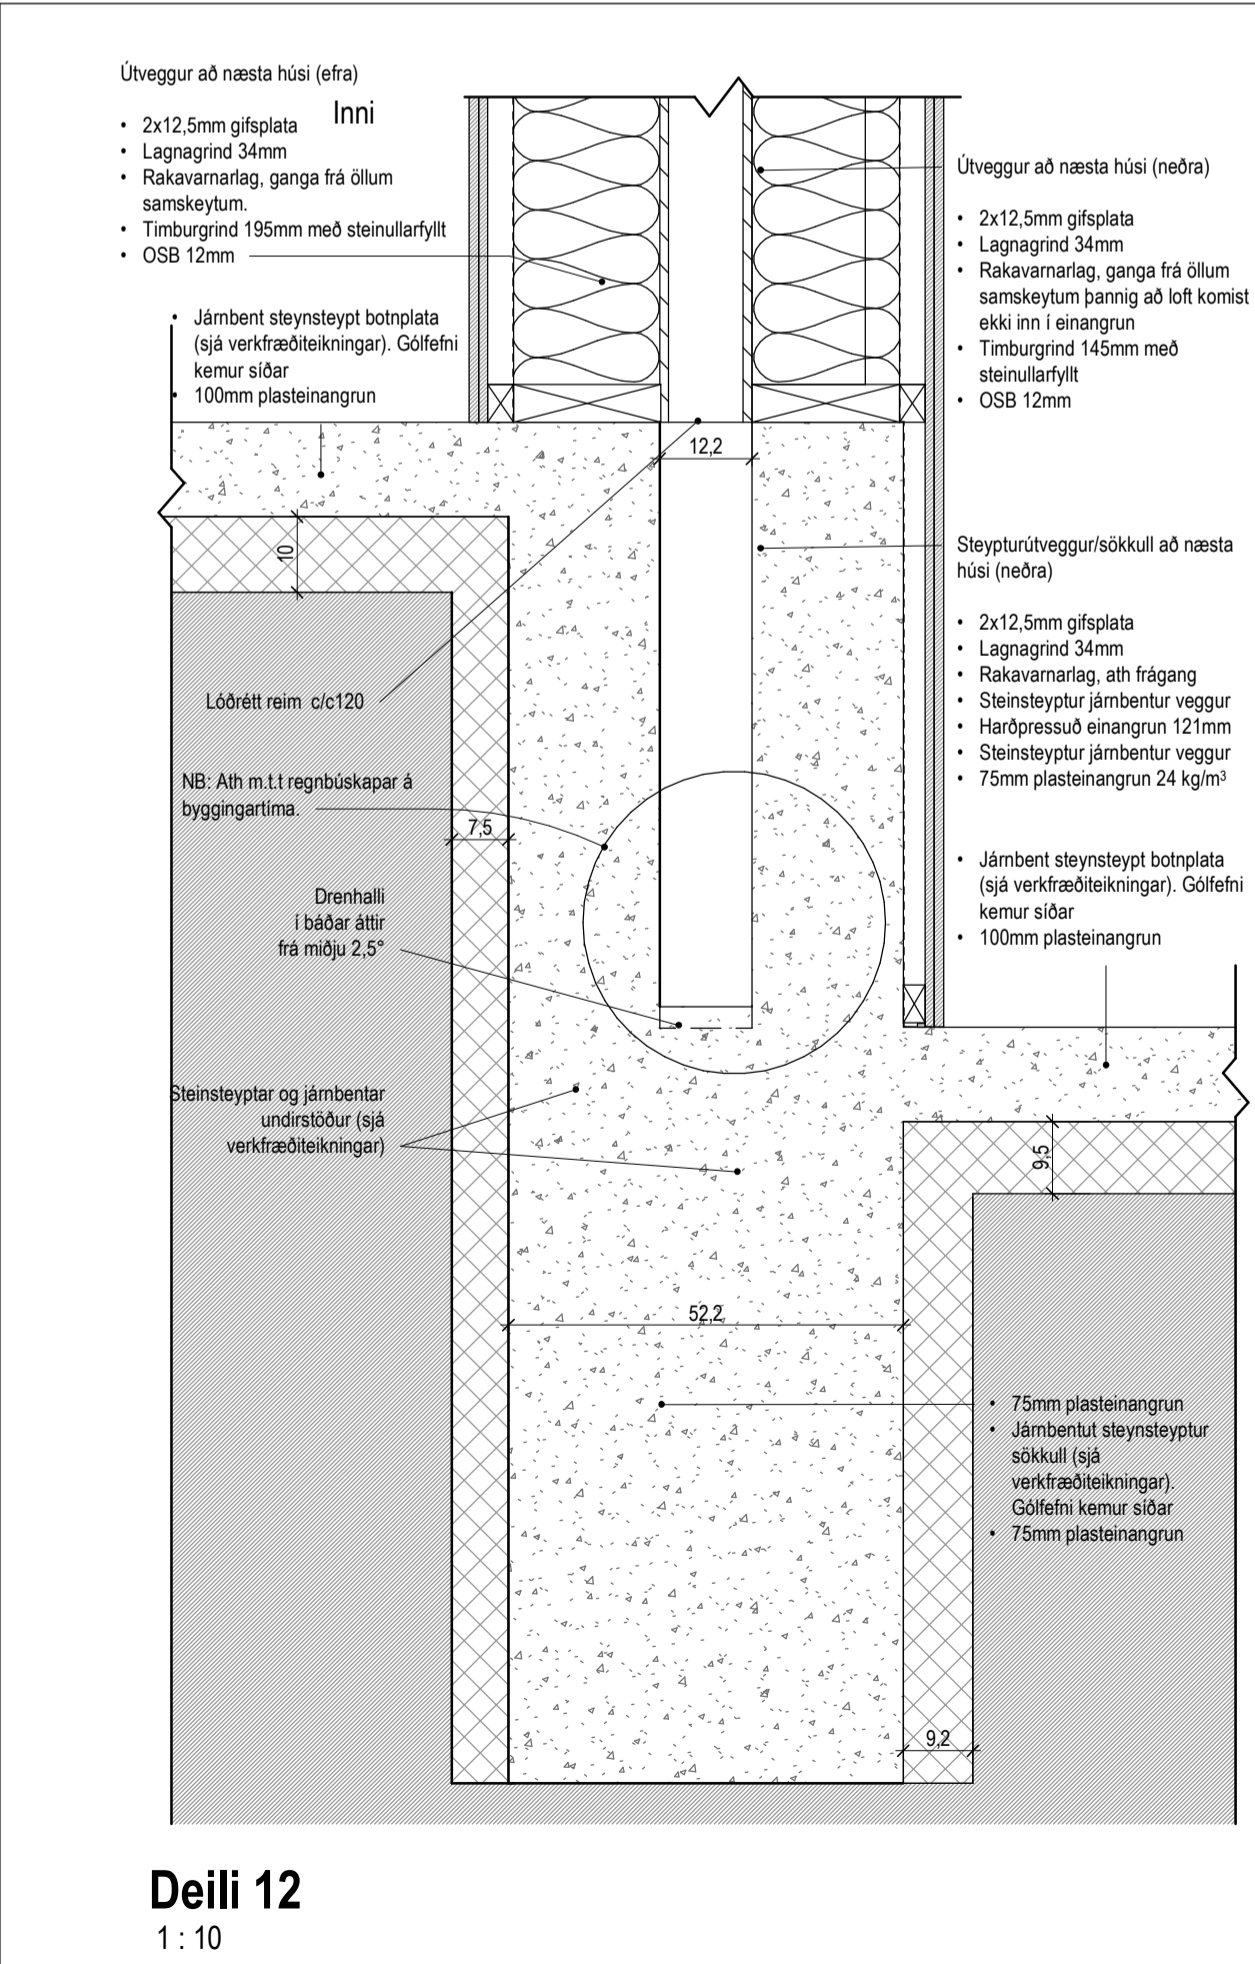 Útveggur að næsta húsi (efra)
Inni
• 2x12,5mm gifsplata
• Lagnagrind 34mm
• Rakavarnarlag, ganga frá öllum
samskeytum.
• Timburgrind 195mm með steinullarfyllt
• OSB 12mm
• Járnbent steynsteypt botnplata
(sjá verkfræðiteikningar). Gólfefni
kemur síðar
• 100mm plasteinangrun
Útveggur að næsta húsi (neðra)
• 2x12,5mm gifsplata
• Lagnagrind 34mm
• Rakavarnarlag, ganga frá öllum
samskeytum þannig að loft komist
ekki inn í einangrun
• Timburgrind 145mm með
steinullarfyllt
• OSB 12mm
12,2
10
Steypturútveggur/sökkull að næsta
húsi (neðra)
• 2x12,5mm gifsplata
• Lagnagrind 34mm
• Rakavarnarlag, ath frágang
• Steinsteyptur járnbentur veggur
• Harðpressuð einangrun 121mm
• Steinsteyptur járnbentur veggur
• 75mm plasteinangrun 24 kg/m³
Lóðrétt reim c/c120
NB: Ath m.t.t regnbúskapar á
byggingartíma.
7,5
Drenhalli
í báðar áttir
frá miðju 2,5°
• Járnbent steynsteypt botnplata
(sjá verkfræðiteikningar). Gólfefni
kemur síðar
• 100mm plasteinangrun
Steinsteyptar og járnbentar
undirstöður (sjá
verkfræðiteikningar)
9,5
52,2
• 75mm plasteinangrun
• Járnbentut steynsteyptur
sökkull (sjá
verkfræðiteikningar).
Gólfefni kemur síðar
• 75mm plasteinangrun
9,2
Deili 12
1 : 10